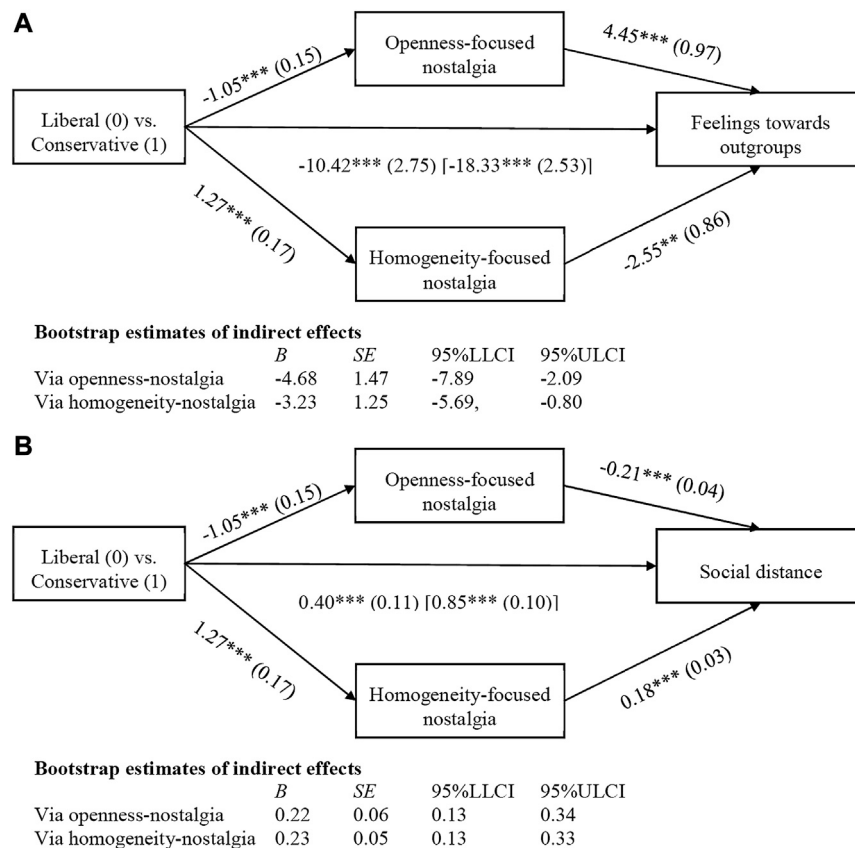 A
Openness-focused
nostalgia
-1.05*** (0.15)
4.45*** (0.97)
Liberal (0) vs.
Conservative (1)
Feelings towards
outgroups
-10.42*** (2.75) [-18.33*** (2.53)]
1.27*** (0.17)
-2.55** (0.86)
Homogeneity-focused
nostalgia
Bootstrap estimates of indirect effects
B SE 95%LLCI 95%ULCI
Via openness-nostalgia -4.68 1.47 -7.89 -2.09
Via homogeneity-nostalgia -3.23 1.25 -5.69, -0.80
B
Openness-focused
nostalgia
-1.05*** (0.15)
-0.21*** (0.04)
Liberal (0) vs.
Conservative (1)
Social distance
0.40*** (0.11) [0.85*** (0.10)]
1.27*** (0.17)
0.18*** (0.03)
Homogeneity-focused
nostalgia
Bootstrap estimates of indirect effects
B SE 95%LLCI 95%ULCI
Via openness-nostalgia 0.22 0.06 0.13 0.34
Via homogeneity-nostalgia 0.23 0.05 0.13 0.33